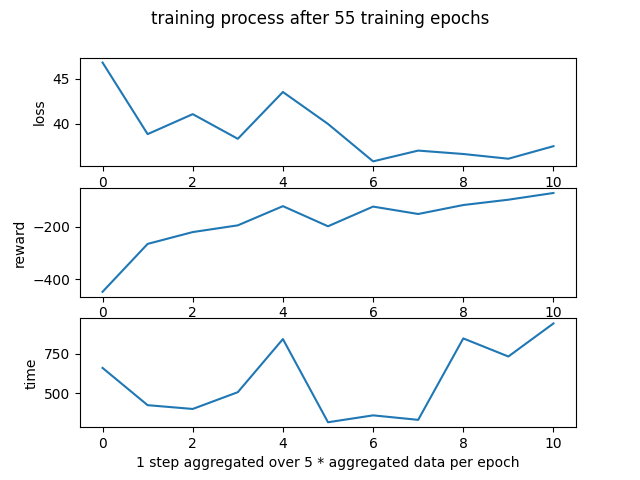 training process after 55 training epochs
45
40
loss
0 2 4 6 8 10
−200
−400
reward
0 2 4 6 8 10
750
500
time
0 2 4 6 8 10
1 step aggregated over 5 * aggregated data per epoch